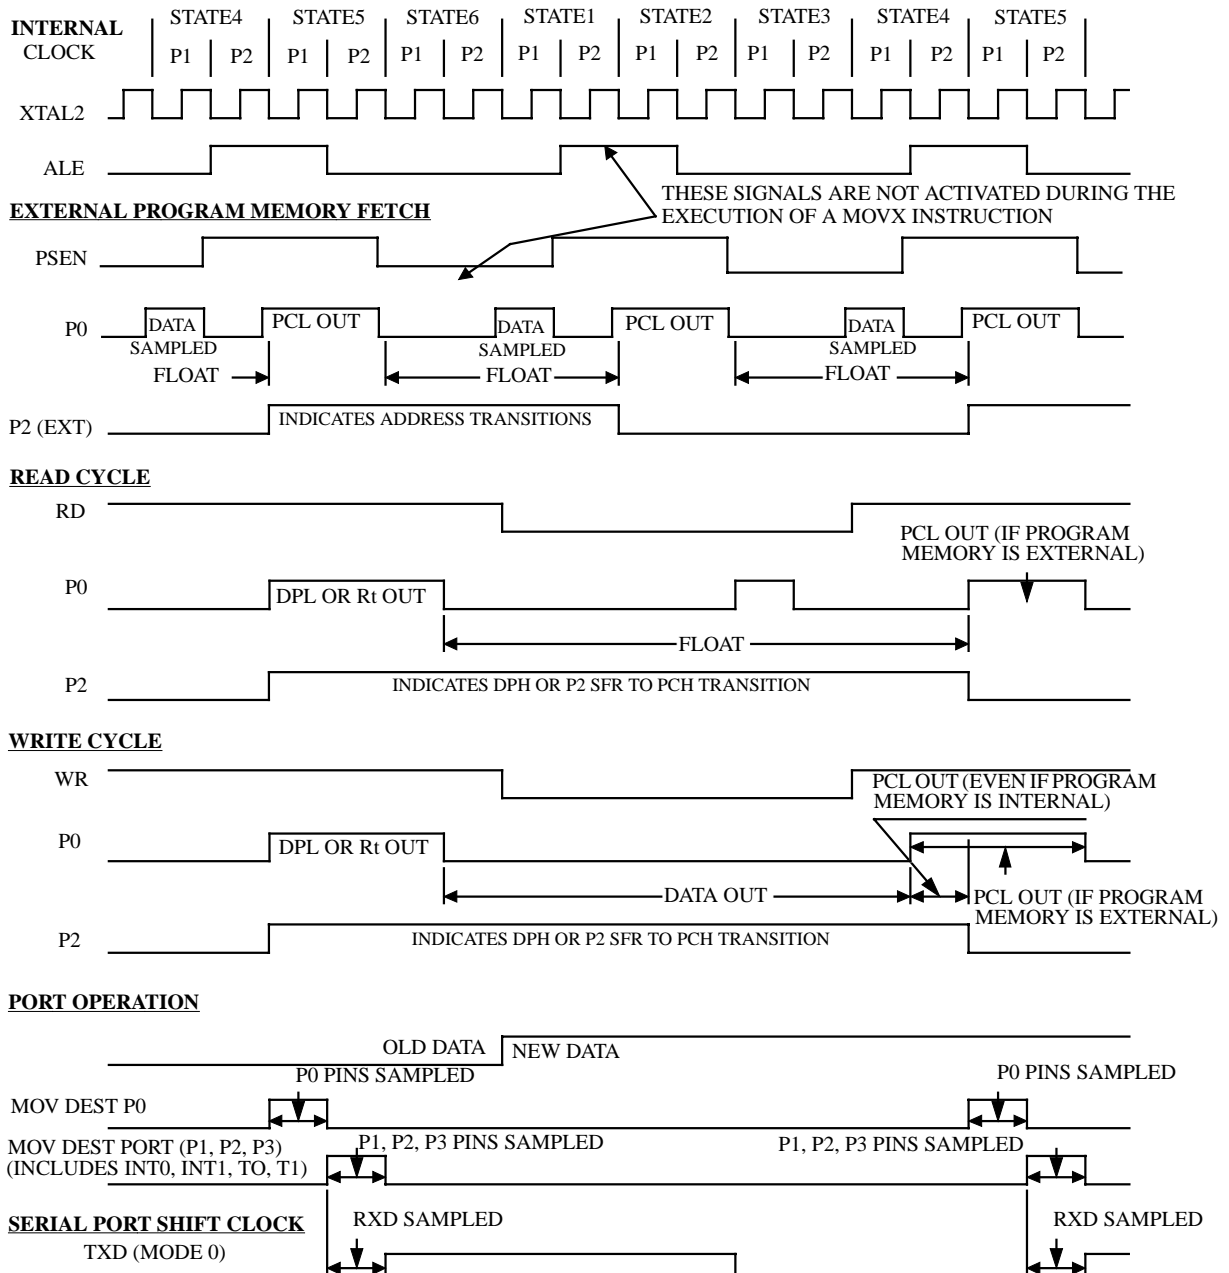 INTERNAL CLOCK
STATE4 STATE5 STATE6 STATE1 STATE2 STATE3 STATE4 STATE5
P1 P2 P1 P2 P1 P2 P1 P2 P1 P2 P1 P2 P1 P2 P1 P2
XTAL2
ALE
THESE SIGNALS ARE NOT ACTIVATED DURING THE
EXECUTION OF A MOVX INSTRUCTION
EXTERNAL PROGRAM MEMORY FETCH
PSEN
P0
DATA PCL OUT DATA PCL OUT DATA PCL OUT
SAMPLED SAMPLED SAMPLED
FLOAT FLOAT FLOAT
P2 (EXT)
INDICATES ADDRESS TRANSITIONS
READ CYCLE
RD
PCL OUT (IF PROGRAM
MEMORY IS EXTERNAL)
P0
DPL OR Rt OUT
FLOAT
P2
INDICATES DPH OR P2 SFR TO PCH TRANSITION
WRITE CYCLE
WR
PCL OUT (EVEN IF PROGRAM
MEMORY IS INTERNAL)
P0
DPL OR Rt OUT
DATA OUT
PCL OUT (IF PROGRAM
MEMORY IS EXTERNAL)
P2
INDICATES DPH OR P2 SFR TO PCH TRANSITION
PORT OPERATION
OLD DATA NEW DATA
P0 PINS SAMPLED P0 PINS SAMPLED
MOV DEST P0
MOV DEST PORT (P1, P2, P3)
(INCLUDES INT0, INT1, TO, T1)
P1, P2, P3 PINS SAMPLED P1, P2, P3 PINS SAMPLED
SERIAL PORT SHIFT CLOCK
RXD SAMPLED RXD SAMPLED
TXD (MODE 0)